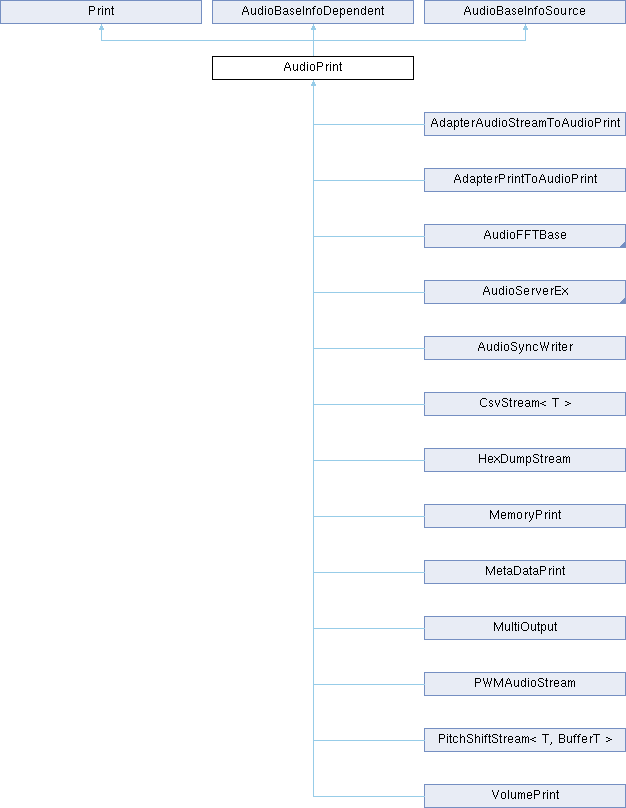 Print
AudioBaseInfoDependent
AudioBaseInfoSource
AudioPrint
AdapterAudioStreamToAudioPrint
AdapterPrintToAudioPrint
AudioFFTBase
AudioServerEx
AudioSyncWriter
CsvStream< T >
HexDumpStream
MemoryPrint
MetaDataPrint
MultiOutput
PWMAudioStream
PitchShiftStream< T, BufferT >
VolumePrint